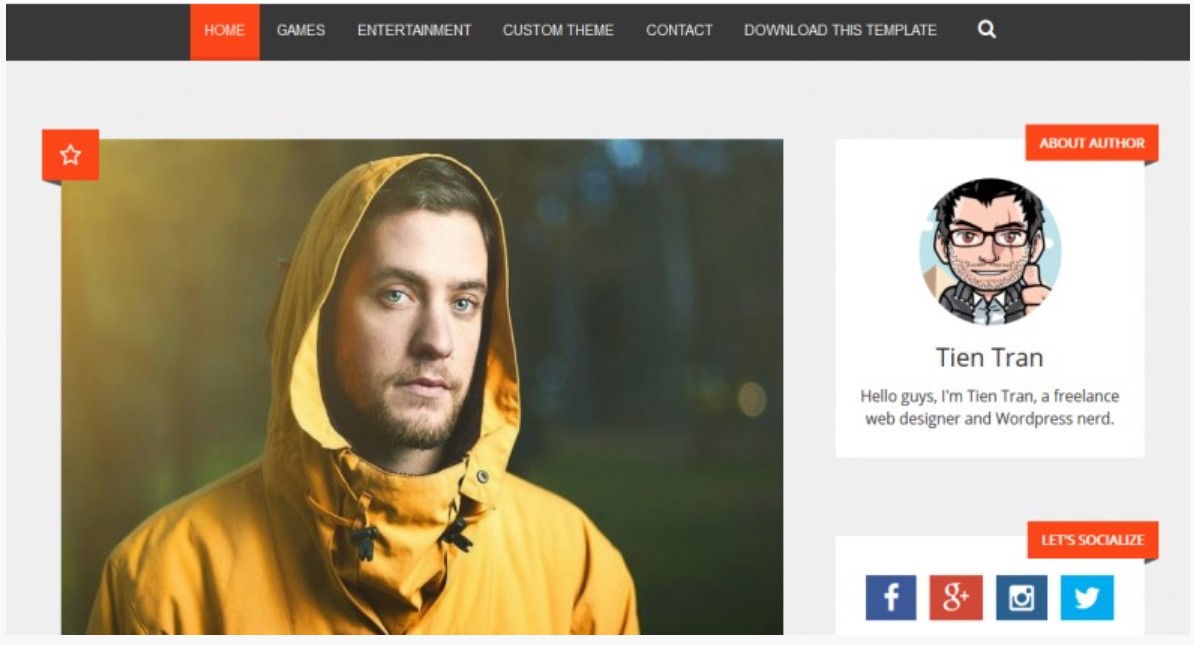 HOME GAMES ENTERTAINMENT CUSTOM THEME CONTACT DOWNLOAD THIS TEMPLATE
ABOUT AUTHOR
Tien Tran
Hello guys, I'm Tien Tran, a freelance
web designer and Wordpress nerd.
LET'S SOCIALIZE